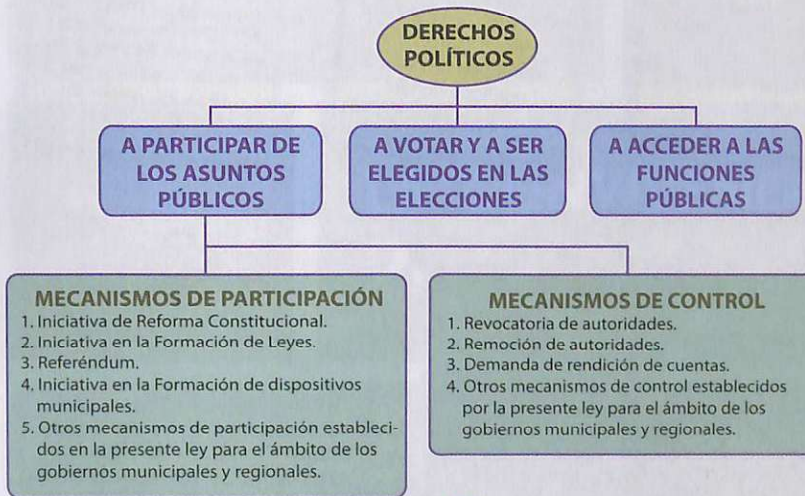 DERECHOS
POLÍTICOS
A PARTICIPAR DE
LOS ASUNTOS
PÚBLICOS
A VOTAR Y A SER
ELEGIDOS EN LAS
ELECCIONES
A ACCEDER A LAS
FUNCIONES
PÚBLICAS
MECANISMOS DE PARTICIPACIÓN
1. Iniciativa de Reforma Constitucional.
2. Iniciativa en la Formación de Leyes.
3. Referéndum.
4. Iniciativa en la Formación de dispositivos
municipales.
5. Otros mecanismos de participación estableci-
dos en la presente ley para el ámbito de los
gobiernos municipales y regionales.
MECANISMOS DE CONTROL
1. Revocatoria de autoridades.
2. Remoción de autoridades.
3. Demanda de rendición de cuentas.
4. Otros mecanismos de control establecidos
por la presente ley para el ámbito de los
gobiernos municipales y regionales.